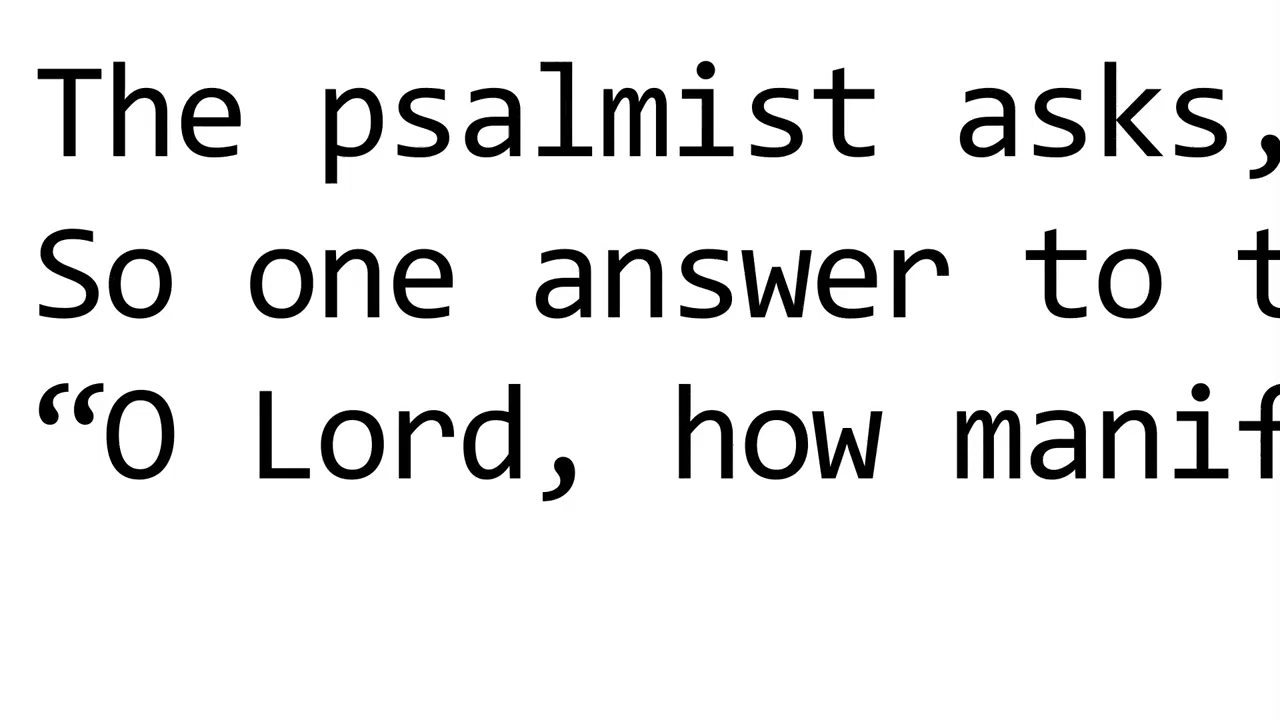 The psalmist asks,
So one answer to t
“O Lord, how manif